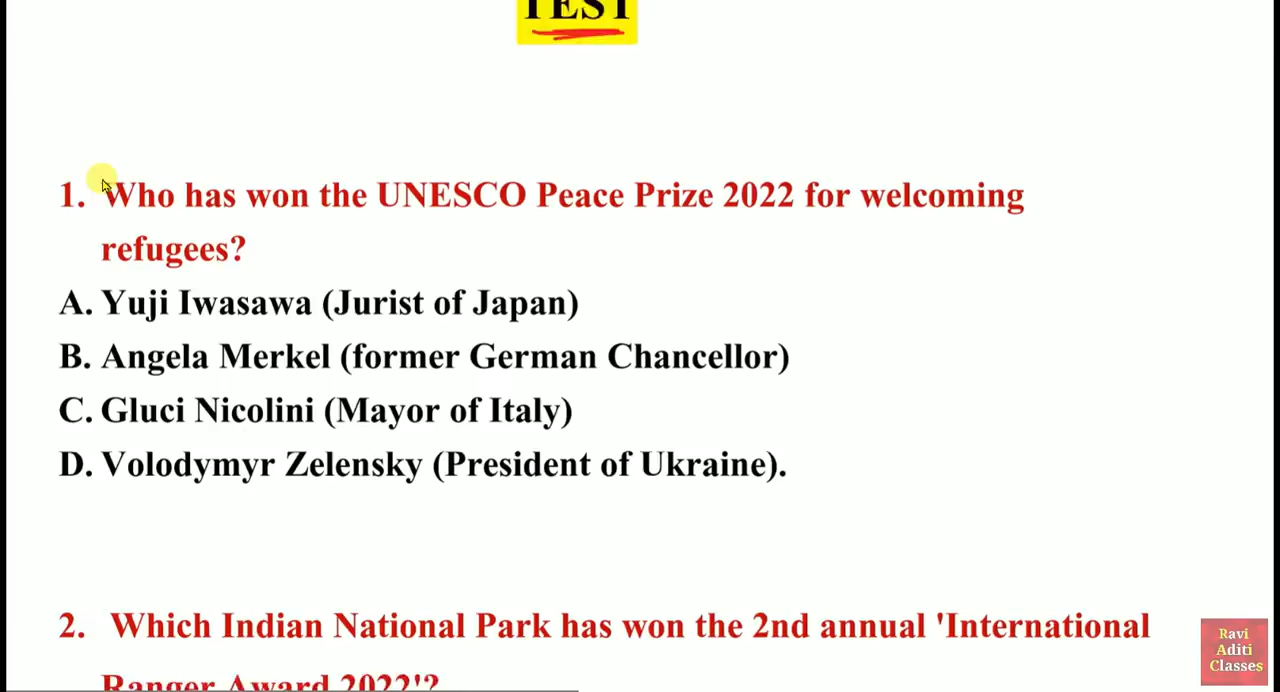 TEST
1. Who has won the UNESCO Peace Prize 2022 for welcoming
refugees?
A. Yuji Iwasawa (Jurist of Japan)
B. Angela Merkel (former German Chancellor)
C. Gluci Nicolini (Mayor of Italy)
D. Volodymyr Zelensky (President of Ukraine).
2. Which Indian National Park has won the 2nd annual 'International
Ranger Award 2022'?
Ravi
Aditi
Classes